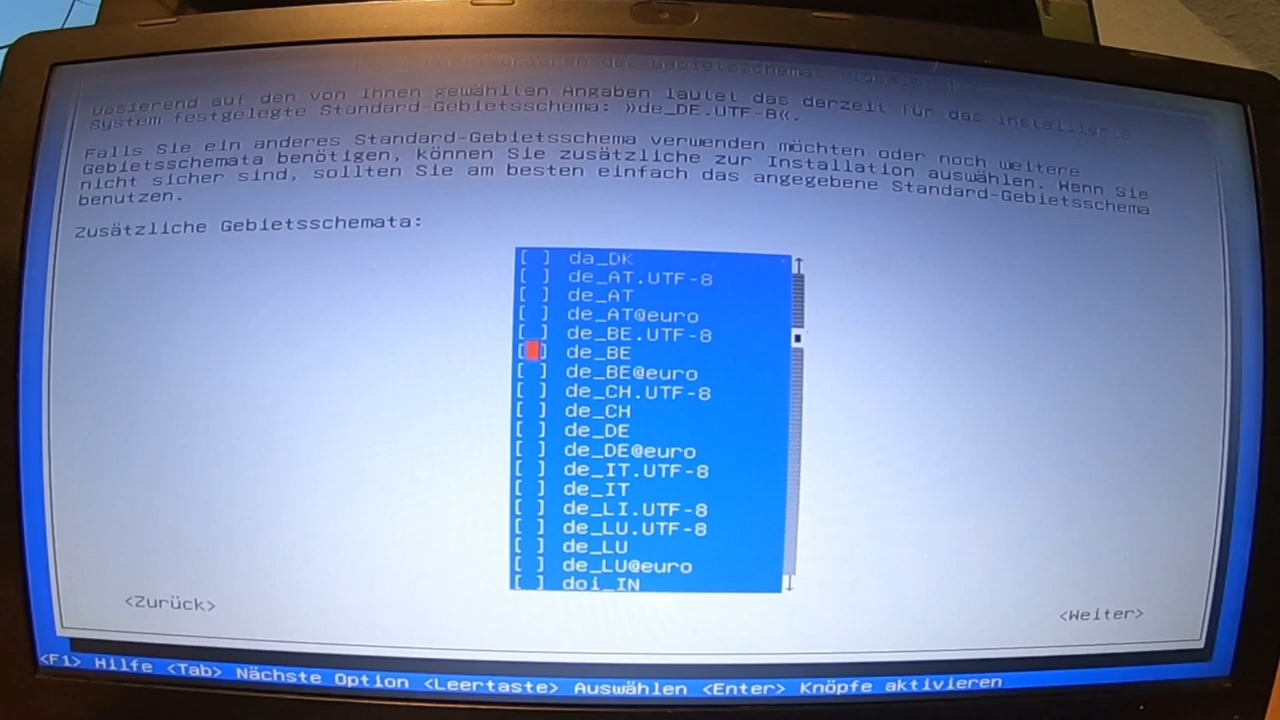 Basierend auf den von Ihnen gewählten Angaben lautet das derzeit für das installierte
System festgelegte Standard-Gebietsschema: »de_DE.UTF-8«.
Falls Sie ein anderes Standard-Gebietsschema verwenden möchten oder noch weitere
Gebietsschemata benötigen, können Sie zusätzliche zur Installation auswählen. Wenn Sie
nicht sicher sind, sollten Sie am besten einfach das angegebene Standard-Gebietsschema
benutzen.
Zusätzliche Gebietsschemata:
[ ] da_DK
[ ] de_AT.UTF-8
[ ] de_AT
[ ] de_AT@euro
[ ] de_BE.UTF-8
[ ] de_BE
[ ] de_BE@euro
[ ] de_CH.UTF-8
[ ] de_CH
[ ] de_DE
[ ] de_DE@euro
[ ] de_IT.UTF-8
[ ] de_IT
[ ] de_LI.UTF-8
[ ] de_LU.UTF-8
[ ] de_LU
[ ] de_LU@euro
[ ] doi_IN
<Zurück> <Weiter>
<F1> Hilfe <Tab> Nächste Option <Leertaste> Auswählen <Enter> Knöpfe aktivieren